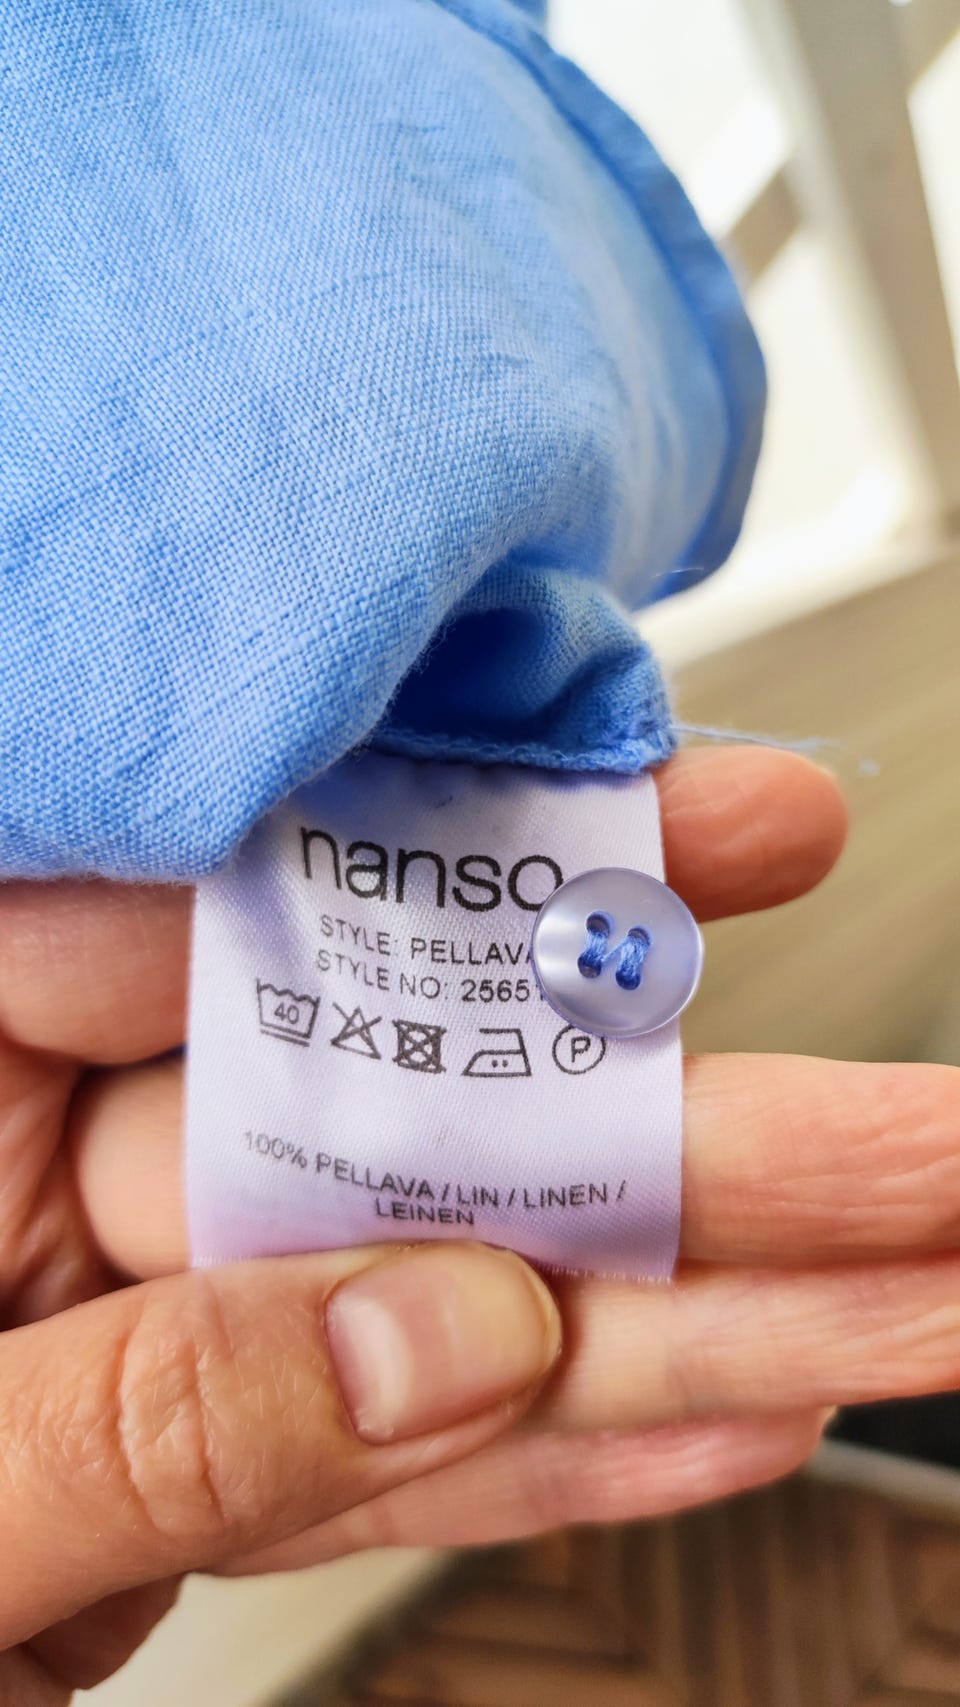 nanso
STYLE: PELLAVA
STYLE NO: 2565
40
P
100% PELLAVA / LIN / LINEN /
LEINEN